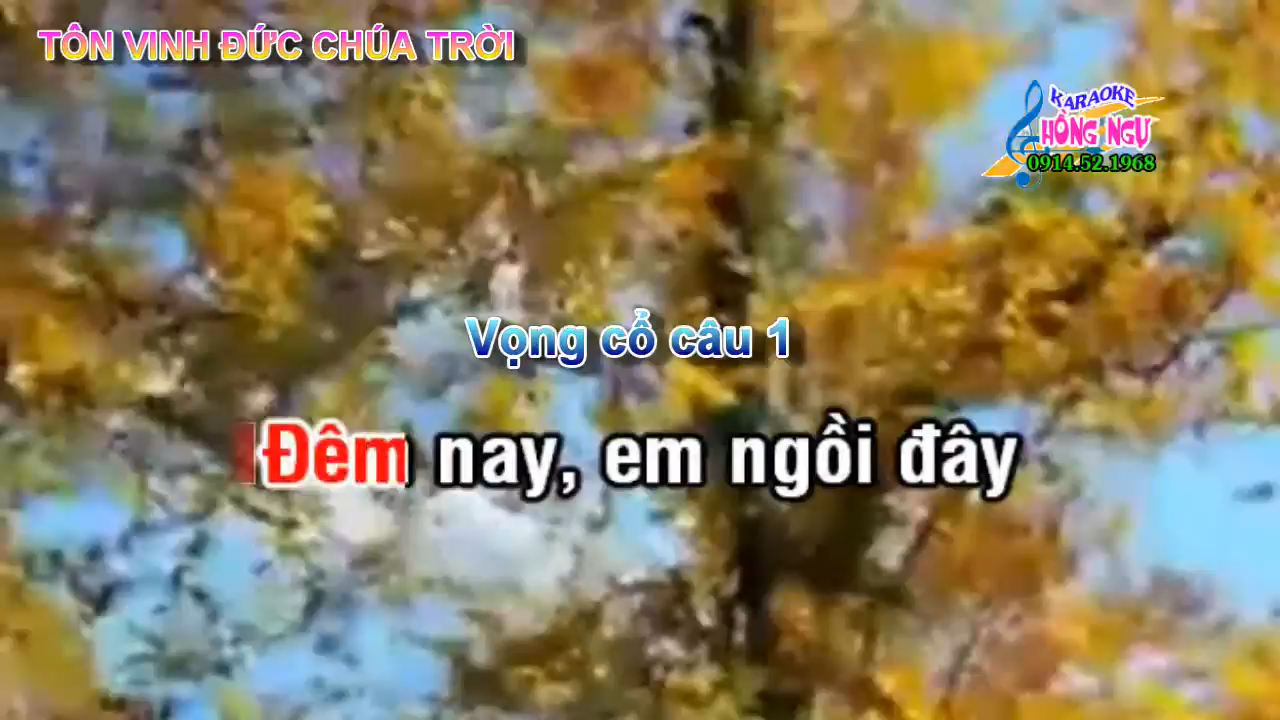 TÔN VINH ĐỨC CHÚA TRỜI
KARAOKE
HỒNG NGỰ
0914.52.1968
Vọng cổ câu 1
Đêm nay, em ngồi đây